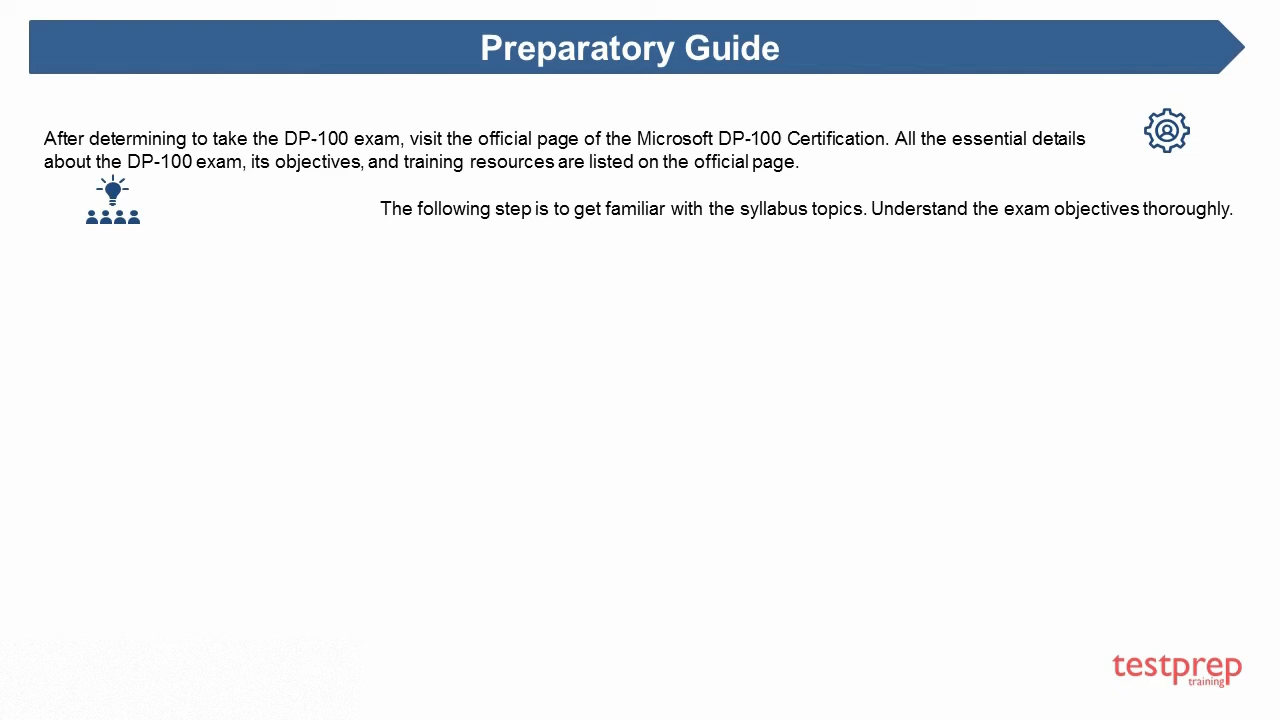 Preparatory Guide
After determining to take the DP-100 exam, visit the official page of the Microsoft DP-100 Certification. All the essential details
about the DP-100 exam, its objectives, and training resources are listed on the official page.
The following step is to get familiar with the syllabus topics. Understand the exam objectives thoroughly.
testprep
training